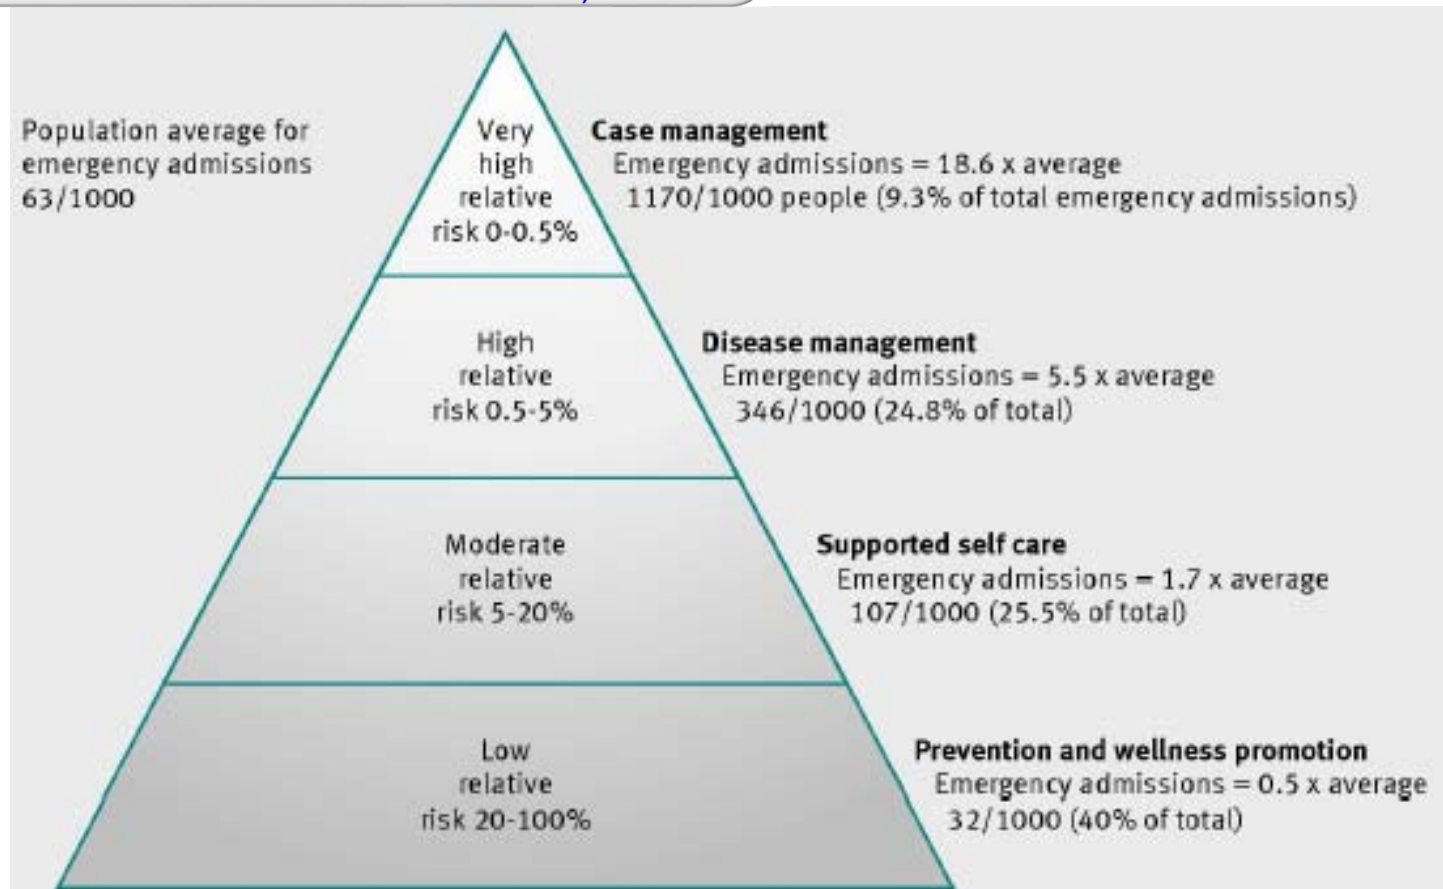 Population average for
emergency admissions
63/1000
Very
high
relative
risk 0-0.5%
Case management
Emergency admissions = 18.6 x average
1170/1000 people (9.3% of total emergency admissions)
High
relative
risk 0.5-5%
Disease management
Emergency admissions = 5.5 x average
346/1000 (24.8% of total)
Moderate
relative
risk 5-20%
Supported self care
Emergency admissions = 1.7 x average
107/1000 (25.5% of total)
Low
relative
risk 20-100%
Prevention and wellness promotion
Emergency admissions = 0.5 x average
32/1000 (40% of total)